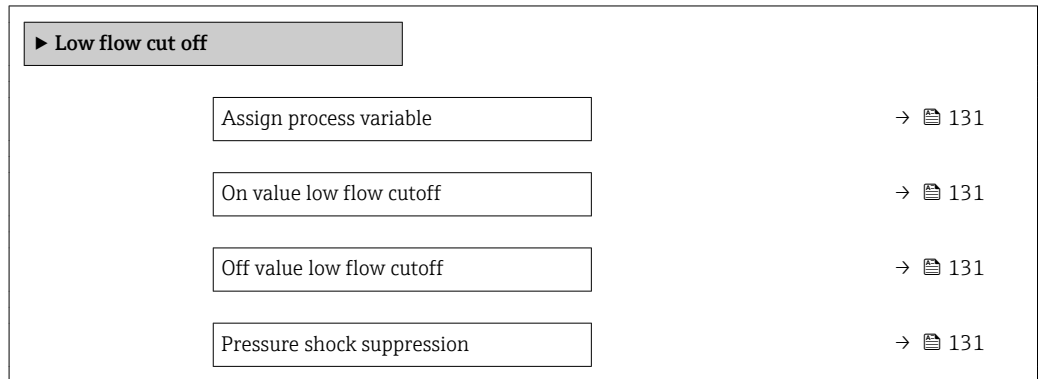 ▶ Low flow cut off
Assign process variable → 131
On value low flow cutoff → 131
Off value low flow cutoff → 131
Pressure shock suppression → 131